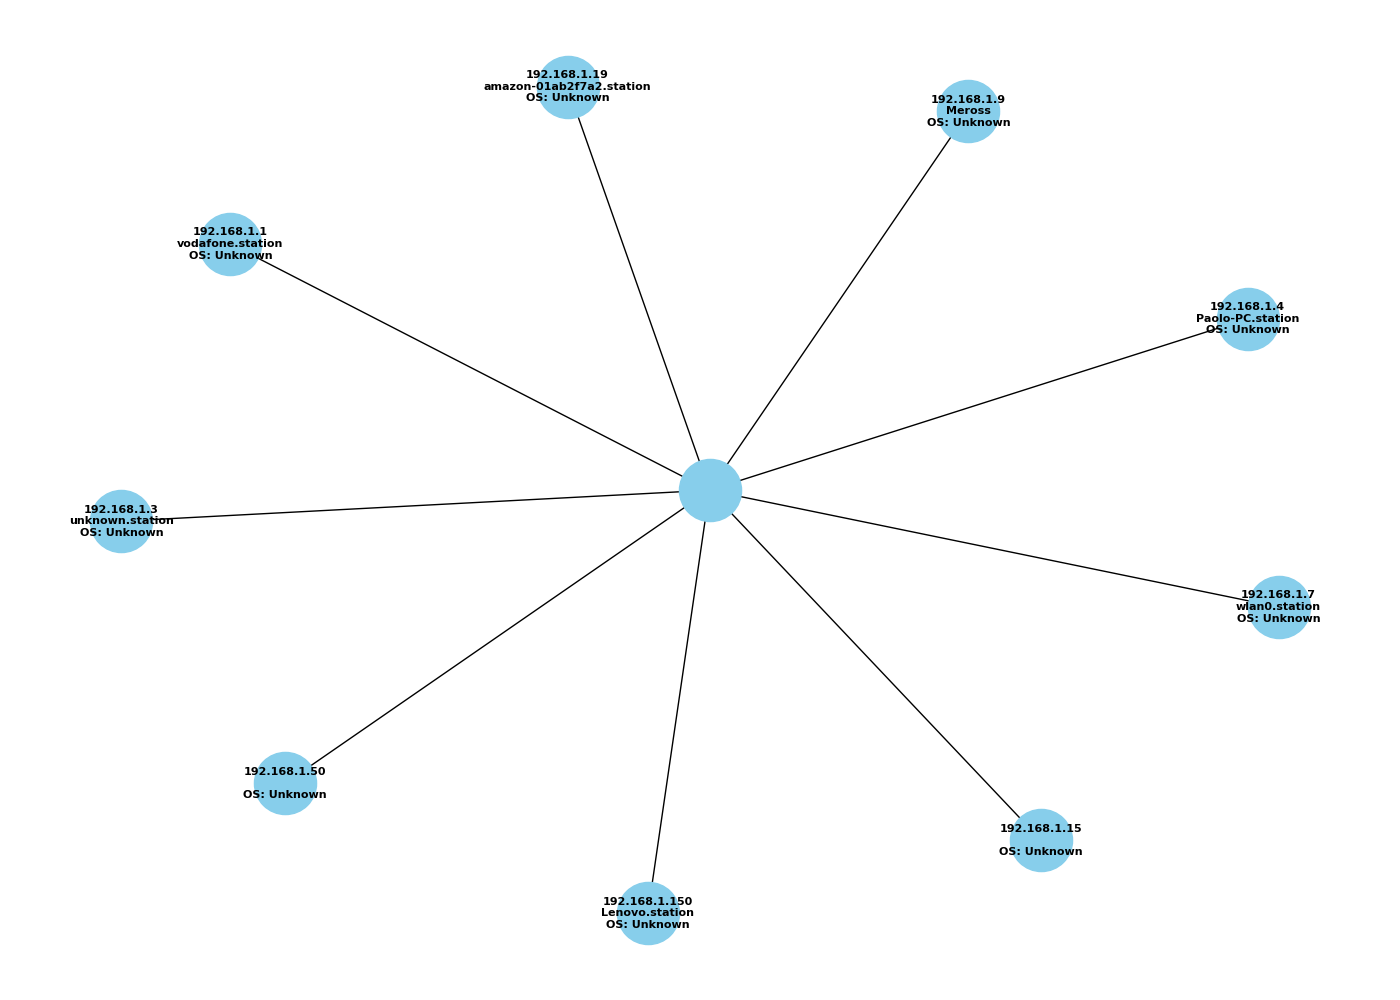 192.168.1.19
amazon-01ab2f7a2.station
OS: Unknown
192.168.1.9
Meross
OS: Unknown
192.168.1.1
vodafone.station
OS: Unknown
192.168.1.4
Paolo-PC.station
OS: Unknown
192.168.1.3
unknown.station
OS: Unknown
192.168.1.7
wlan0.station
OS: Unknown
192.168.1.50
OS: Unknown
192.168.1.15
OS: Unknown
192.168.1.150
Lenovo.station
OS: Unknown